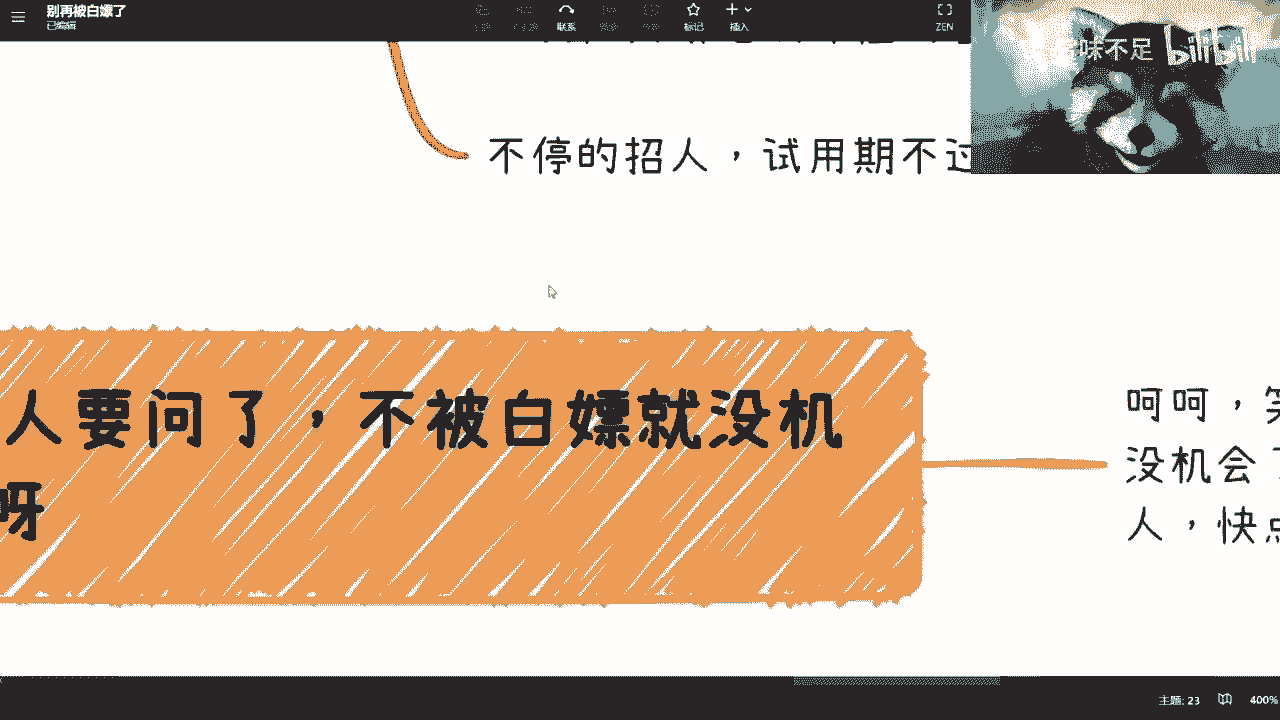 别再被白嫖了
已编辑
联系
标记
插入
ZEN
味不足 bilibili
不停的招人，试用期不过
人要问了，不被白嫖就没机
呀
呵呵，笑
没机会了
人，快点
主题: 23
400%